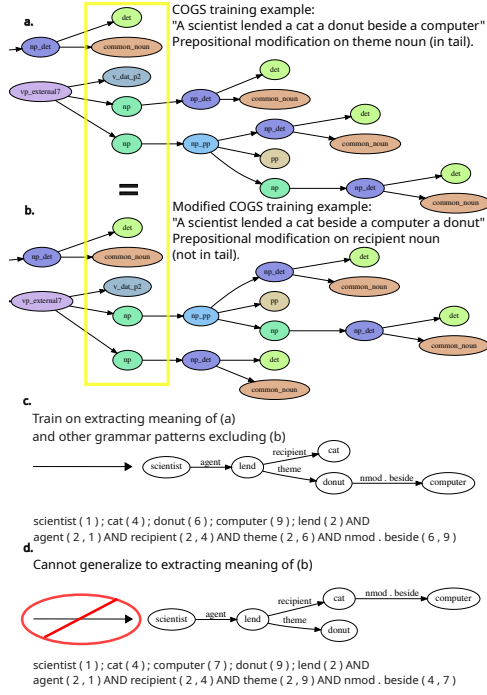 a.
COGS training example:
"A scientist lended a cat a donut beside a computer"
Prepositional modification on theme noun (in tail).
det
np_det
common_noun
vp_external7
v_dat_p2
np
np_det
det
common_noun
np
np_pp
np_det
det
common_noun
pp
np
np_det
det
common_noun
=
b.
Modified COGS training example:
"A scientist lended a cat beside a computer a donut"
Prepositional modification on recipient noun
(not in tail).
det
np_det
common_noun
vp_external7
v_dat_p2
np
np_pp
np_det
det
common_noun
pp
np
np_det
det
common_noun
np
np_det
det
common_noun
c.
Train on extracting meaning of (a)
and other grammar patterns excluding (b)
scientist
agent
lend
recipient
cat
theme
donut
nmod . beside
computer
scientist ( 1 ) ; cat ( 4 ) ; donut ( 6 ) ; computer ( 9 ) ; lend ( 2 ) AND
agent ( 2 , 1 ) AND recipient ( 2 , 4 ) AND theme ( 2 , 6 ) AND nmod . beside ( 6 , 9 )
d.
Cannot generalize to extracting meaning of (b)
scientist
agent
lend
recipient
cat
nmod . beside
computer
theme
donut
scientist ( 1 ) ; cat ( 4 ) ; computer ( 7 ) ; donut ( 9 ) ; lend ( 2 ) AND
agent ( 2 , 1 ) AND recipient ( 2 , 4 ) AND theme ( 2 , 9 ) AND nmod . beside ( 4 , 7 )